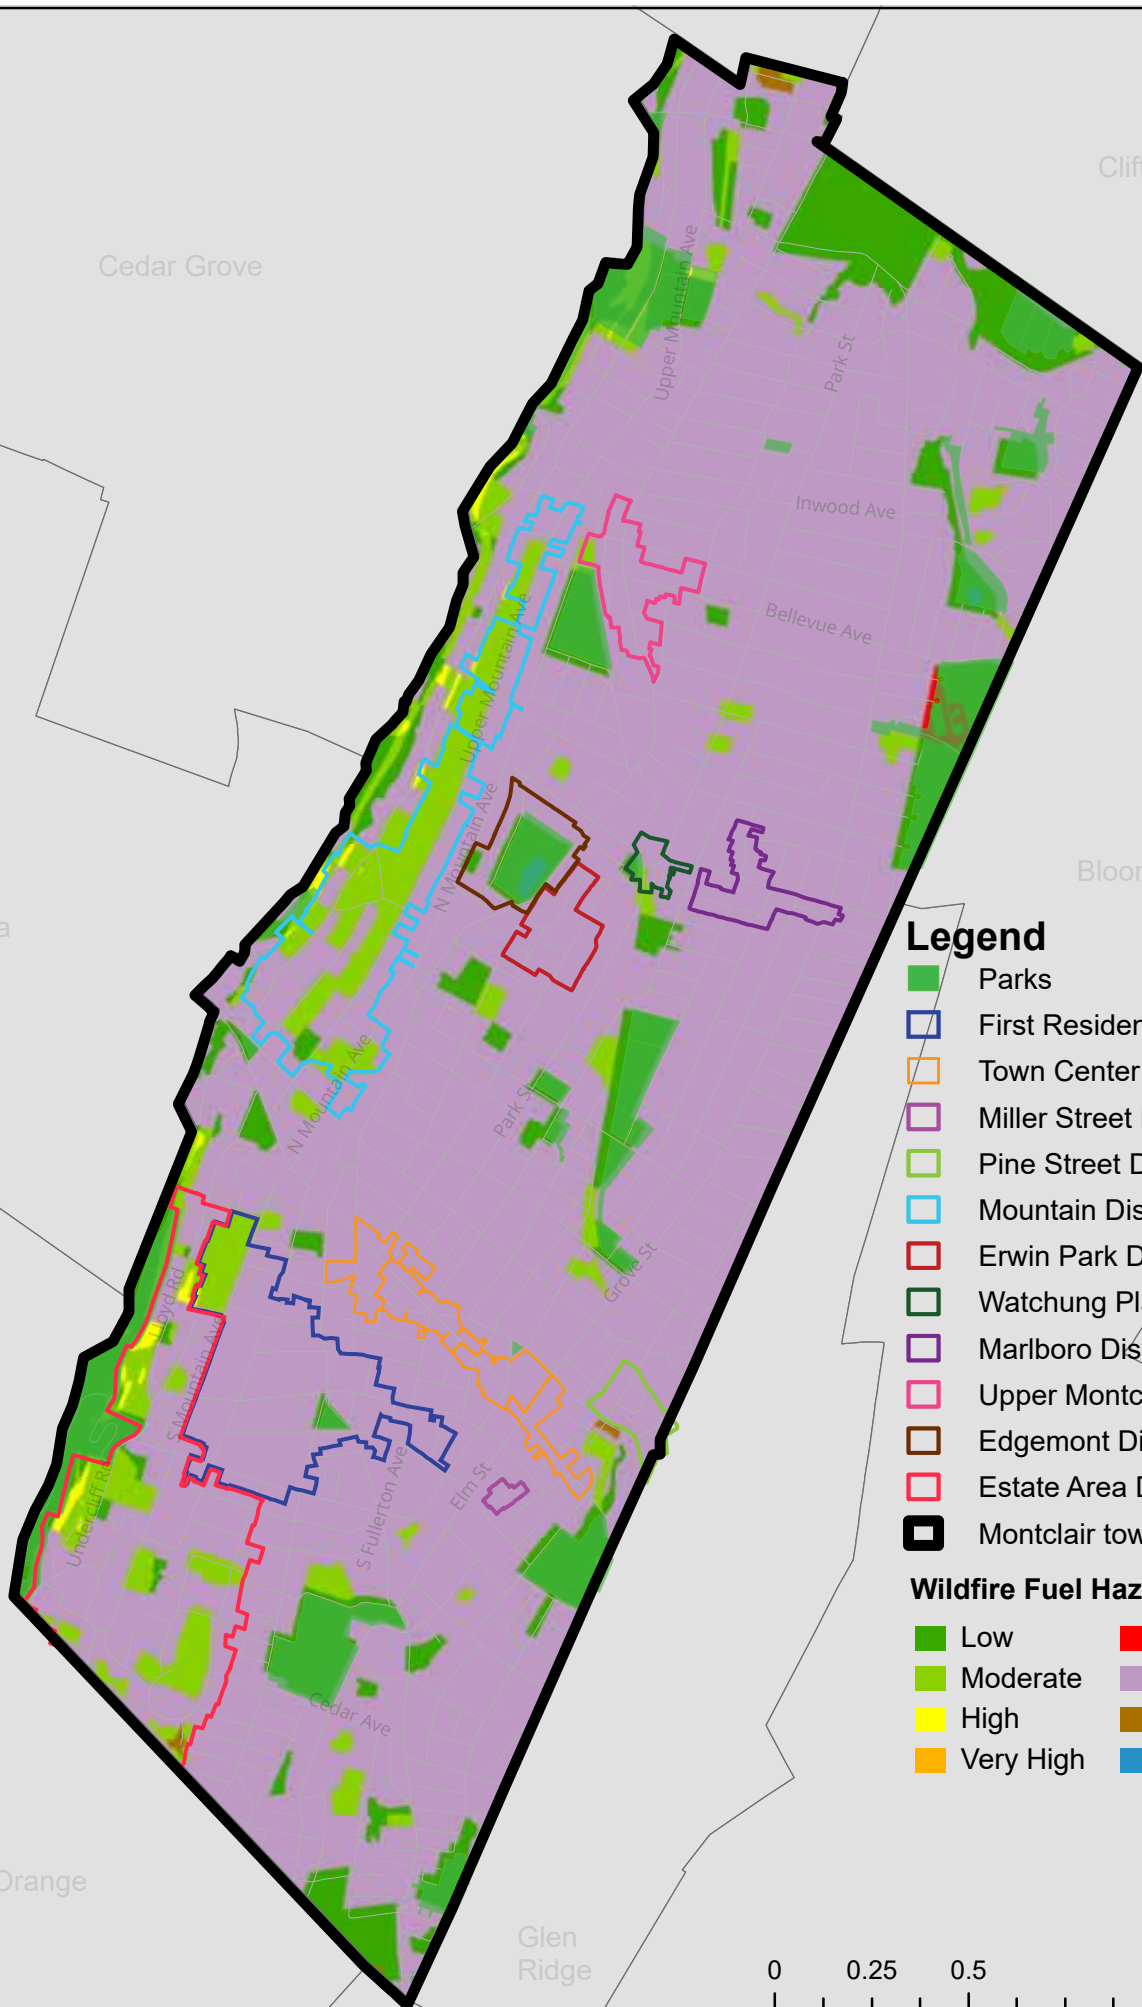 Clif
Cedar Grove
Upper Mountain Ave
Park St
Inwood Ave
Bellevue Ave
Upper Mountain Ave
N Mountain Ave
Bloor
a
Legend
Parks
First Resider
Town Center
Miller Street
Pine Street D
Mountain Dis
Erwin Park D
Watchung Pl
Marlboro Dis
Upper Montc
Edgemont Di
Estate Area D
Montclair tow
N Mountain Ave
Park St
Grove St
Lloyd Rd
S Mountain Ave
Undercliff Rd
S Fullerton Ave
Elm St
Cedar Ave
Wildfire Fuel Haz
Low
Moderate
High
Very High
Orange
Glen
Ridge
0 0.25 0.5